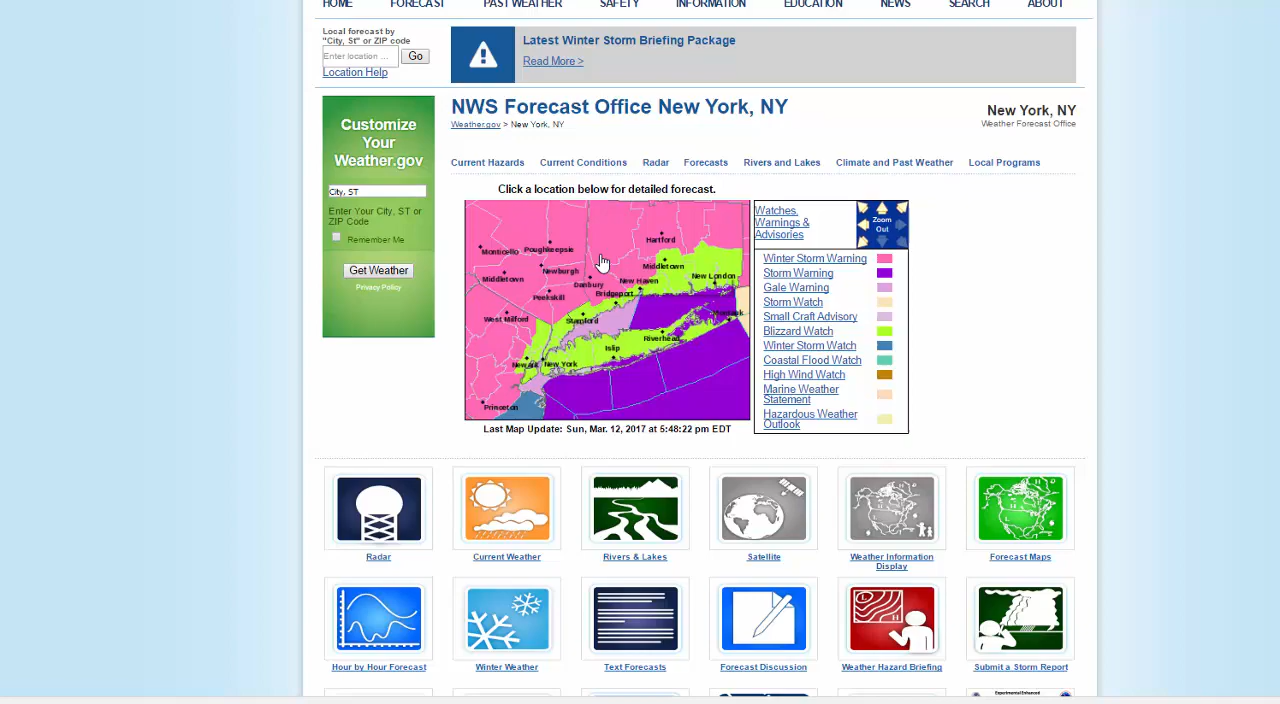 HOME FORECAST PAST WEATHER SAFETY INFORMATION EDUCATION NEWS SEARCH ABOUT
Local forecast by
"City, St" or ZIP code
Enter location ... Go
Location Help
Latest Winter Storm Briefing Package
Read More >
Customize
Your
Weather.gov
City, ST
Enter Your City, ST or
ZIP Code
Remember Me
Get Weather
Privacy Policy
NWS Forecast Office New York, NY
Weather.gov > New York, NY
New York, NY
Weather Forecast Office
Current Hazards Current Conditions Radar Forecasts Rivers and Lakes Climate and Past Weather Local Programs
Click a location below for detailed forecast.
Hartford
Monticello Poughkeepsie
Middletown
Newburgh
Middletown Danbury New Haven New London
Peekskill Bridgeport
West Milford Stamford Montauk
Riverhead
Islip
Newark New York
Princeton
Last Map Update: Sun, Mar. 12, 2017 at 5:48:22 pm EDT
Watches,
Warnings &
Advisories
Zoom
Out
Winter Storm Warning
Storm Warning
Gale Warning
Storm Watch
Small Craft Advisory
Blizzard Watch
Winter Storm Watch
Coastal Flood Watch
High Wind Watch
Marine Weather
Statement
Hazardous Weather
Outlook
Radar Current Weather Rivers & Lakes Satellite Weather Information
Display Forecast Maps
Hour by Hour Forecast Winter Weather Text Forecasts Forecast Discussion Weather Hazard Briefing Submit a Storm Report
Experimental Enhanced